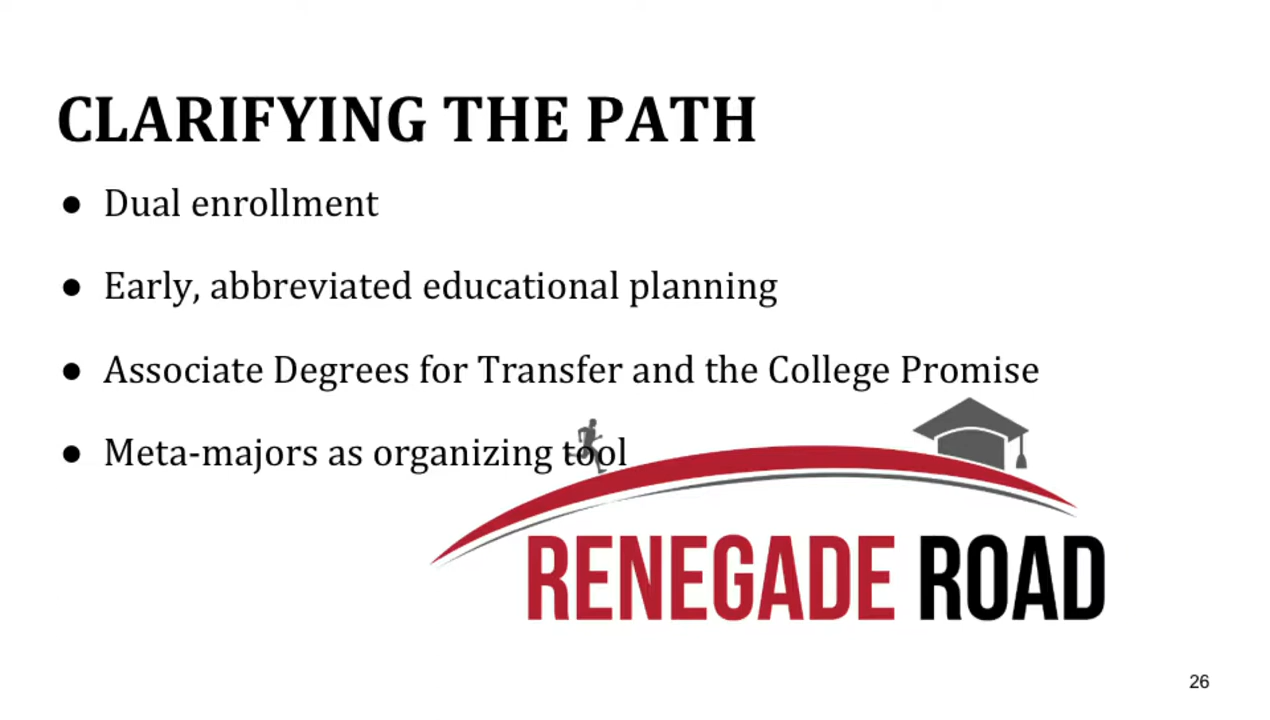 CLARIFYING THE PATH
● Dual enrollment
● Early, abbreviated educational planning
● Associate Degrees for Transfer and the College Promise
● Meta-majors as organizing tool
RENEGADE ROAD
26